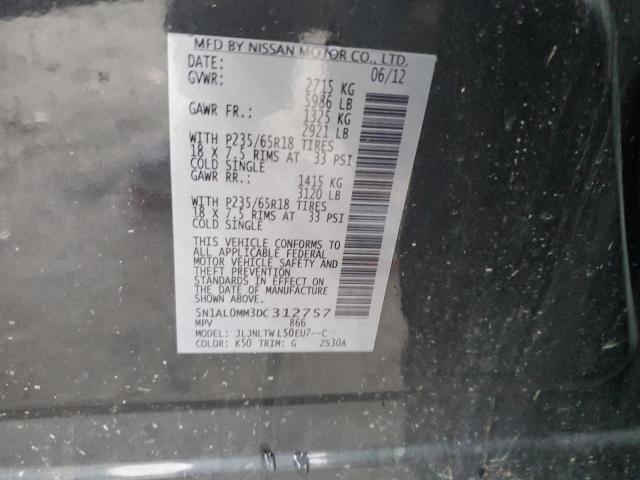 MFD BY NISSAN MOTOR CO., LTD.
DATE: 06/12
GVWR: 2715 KG
5986 LB
GAWR FR.: 1325 KG
2921 LB
WITH P235/65R18 TIRES
18 X 7.5 RIMS AT 33 PSI
COLD SINGLE
GAWR RR.: 1415 KG
3120 LB
WITH P235/65R18 TIRES
18 X 7.5 RIMS AT 33 PSI
COLD SINGLE
THIS VEHICLE CONFORMS TO
ALL APPLICABLE FEDERAL
MOTOR VEHICLE SAFETY AND
THEFT PREVENTION
STANDARDS IN EFFECT ON
THE DATE OF MANUFACTURE
SHOWN ABOVE.
5N1AL0MM3DC312757
MPV 866
MODEL: JLJNLTWL50EU7--C
COLOR: K50 TRIM: G 2S30A